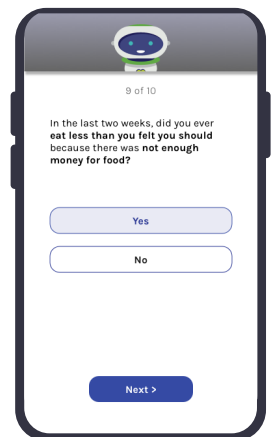 9 of 10
In the last two weeks, did you ever
eat less than you felt you should
because there was not enough
money for food?
Yes
No
Next >